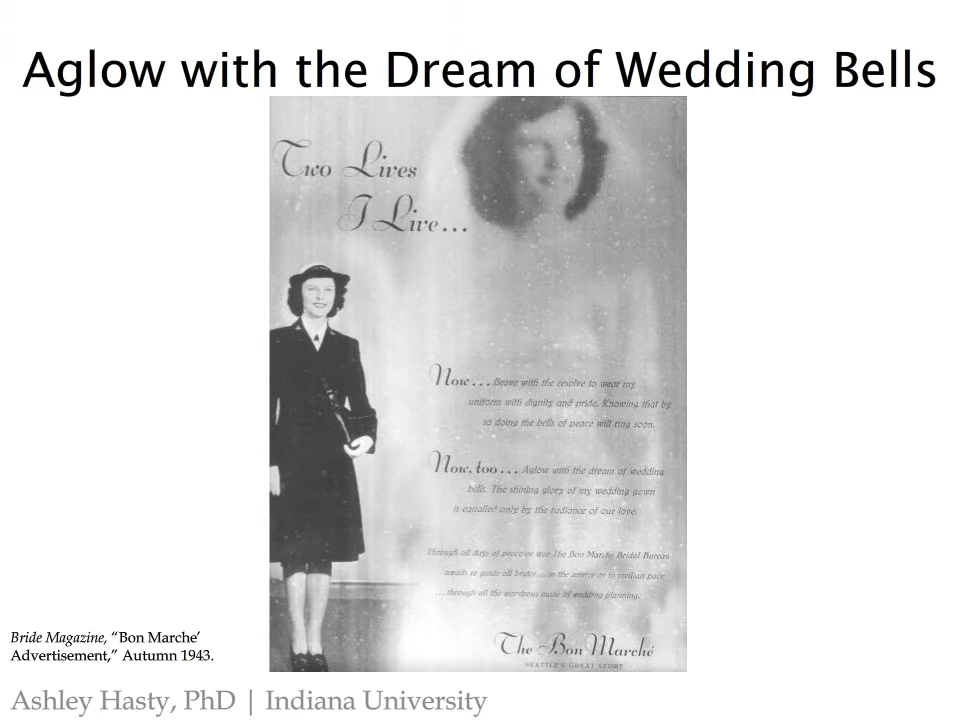 Aglow with the Dream of Wedding Bells
Two Lives
I Live...
Now... Brave with the resolve to wear my
uniform with dignity and pride. Knowing that by
so doing the bells of peace will ring soon.
Now, too... Aglow with the dream of wedding
bells. The shining glory of my wedding gown
is equalled only by the radiance of our love.
Through all days of peace or war The Bon Marché Bridal Bureau
awaits to guide all brides... in the service or in civilian pace
...through all the wondrous maze of wedding planning.
The Bon Marché
SEATTLE'S GREAT STORE
Bride Magazine, “Bon Marche’
Advertisement,” Autumn 1943.
Ashley Hasty, PhD | Indiana University